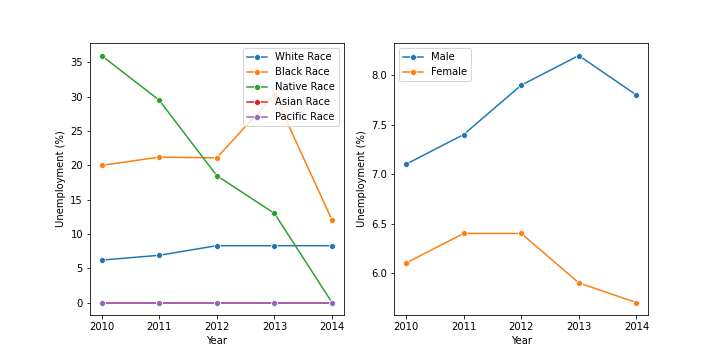 White Race
Black Race
Native Race
Asian Race
Pacific Race
35
30
25
20
15
10
5
0
Unemployment (%)
2010 2011 2012 2013 2014
Year
Male
Female
8.0
7.5
7.0
6.5
6.0
Unemployment (%)
2010 2011 2012 2013 2014
Year